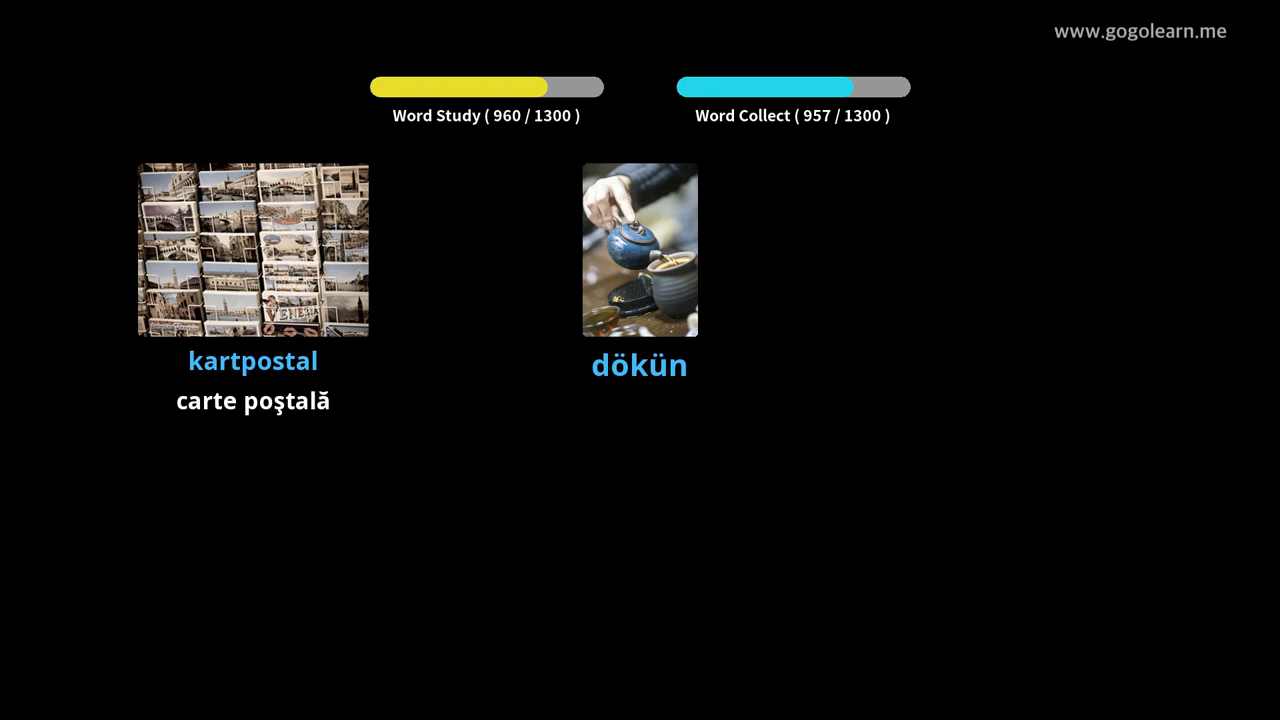 www.gogolearn.me
Word Study ( 960 / 1300 )
Word Collect ( 957 / 1300 )
kartpostal
carte poştală
dökün